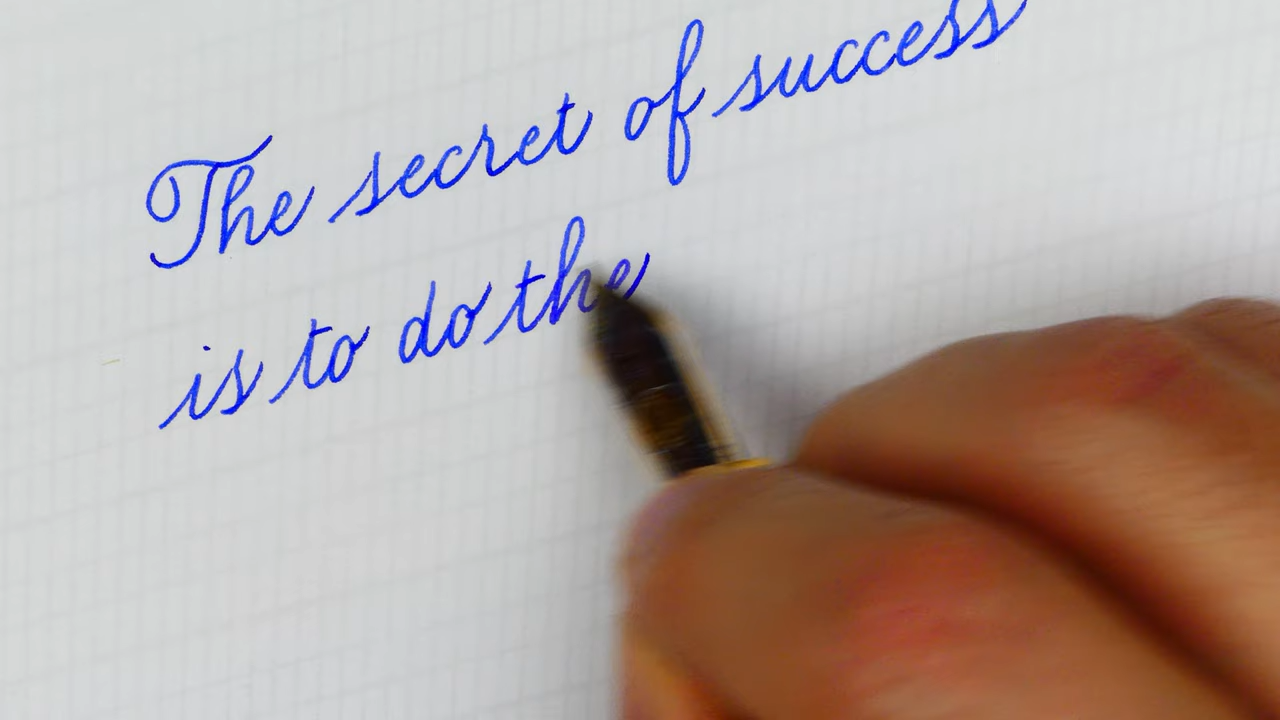 The secret of success
is to do the